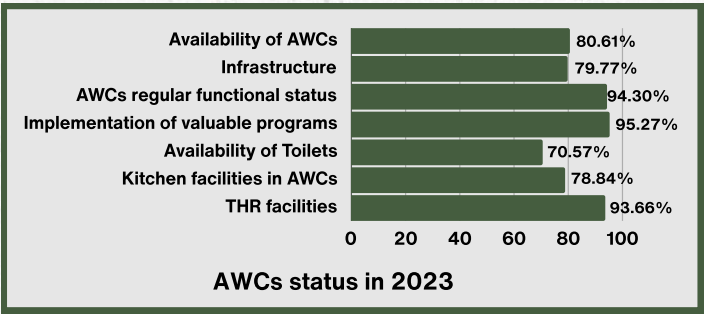 Availability of AWCs 80.61%
Infrastructure 79.77%
AWCs regular functional status 94.30%
Implementation of valuable programs 95.27%
Availability of Toilets 70.57%
Kitchen facilities in AWCs 78.84%
THR facilities 93.66%
0 20 40 60 80 100
AWCs status in 2023